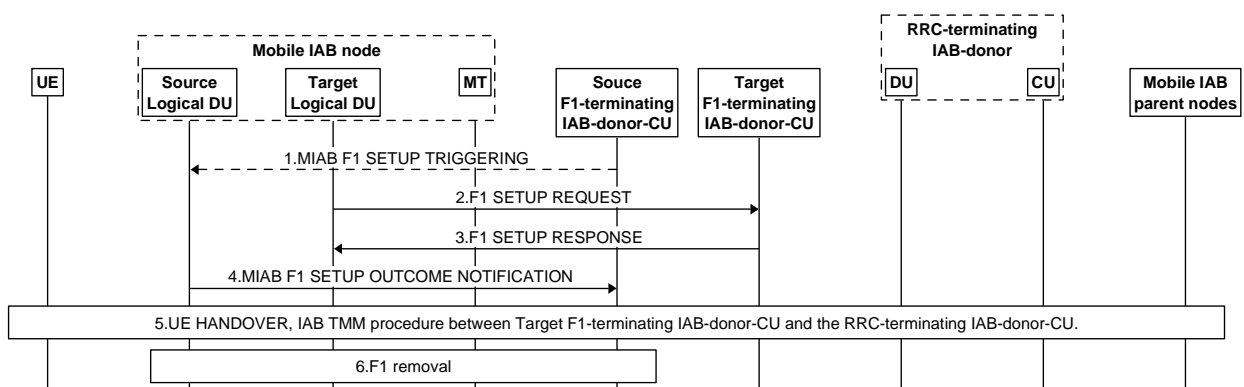 RRC-terminating
IAB-donor
Mobile IAB node
UE
Source
Logical DU
Target
Logical DU
MT
Souce
F1-terminating
IAB-donor-CU
Target
F1-terminating
IAB-donor-CU
DU
CU
Mobile IAB
parent nodes
1.MIAB F1 SETUP TRIGGERING
2.F1 SETUP REQUEST
3.F1 SETUP RESPONSE
4.MIAB F1 SETUP OUTCOME NOTIFICATION
5.UE HANDOVER, IAB TMM procedure between Target F1-terminating IAB-donor-CU and the RRC-terminating IAB-donor-CU.
6.F1 removal